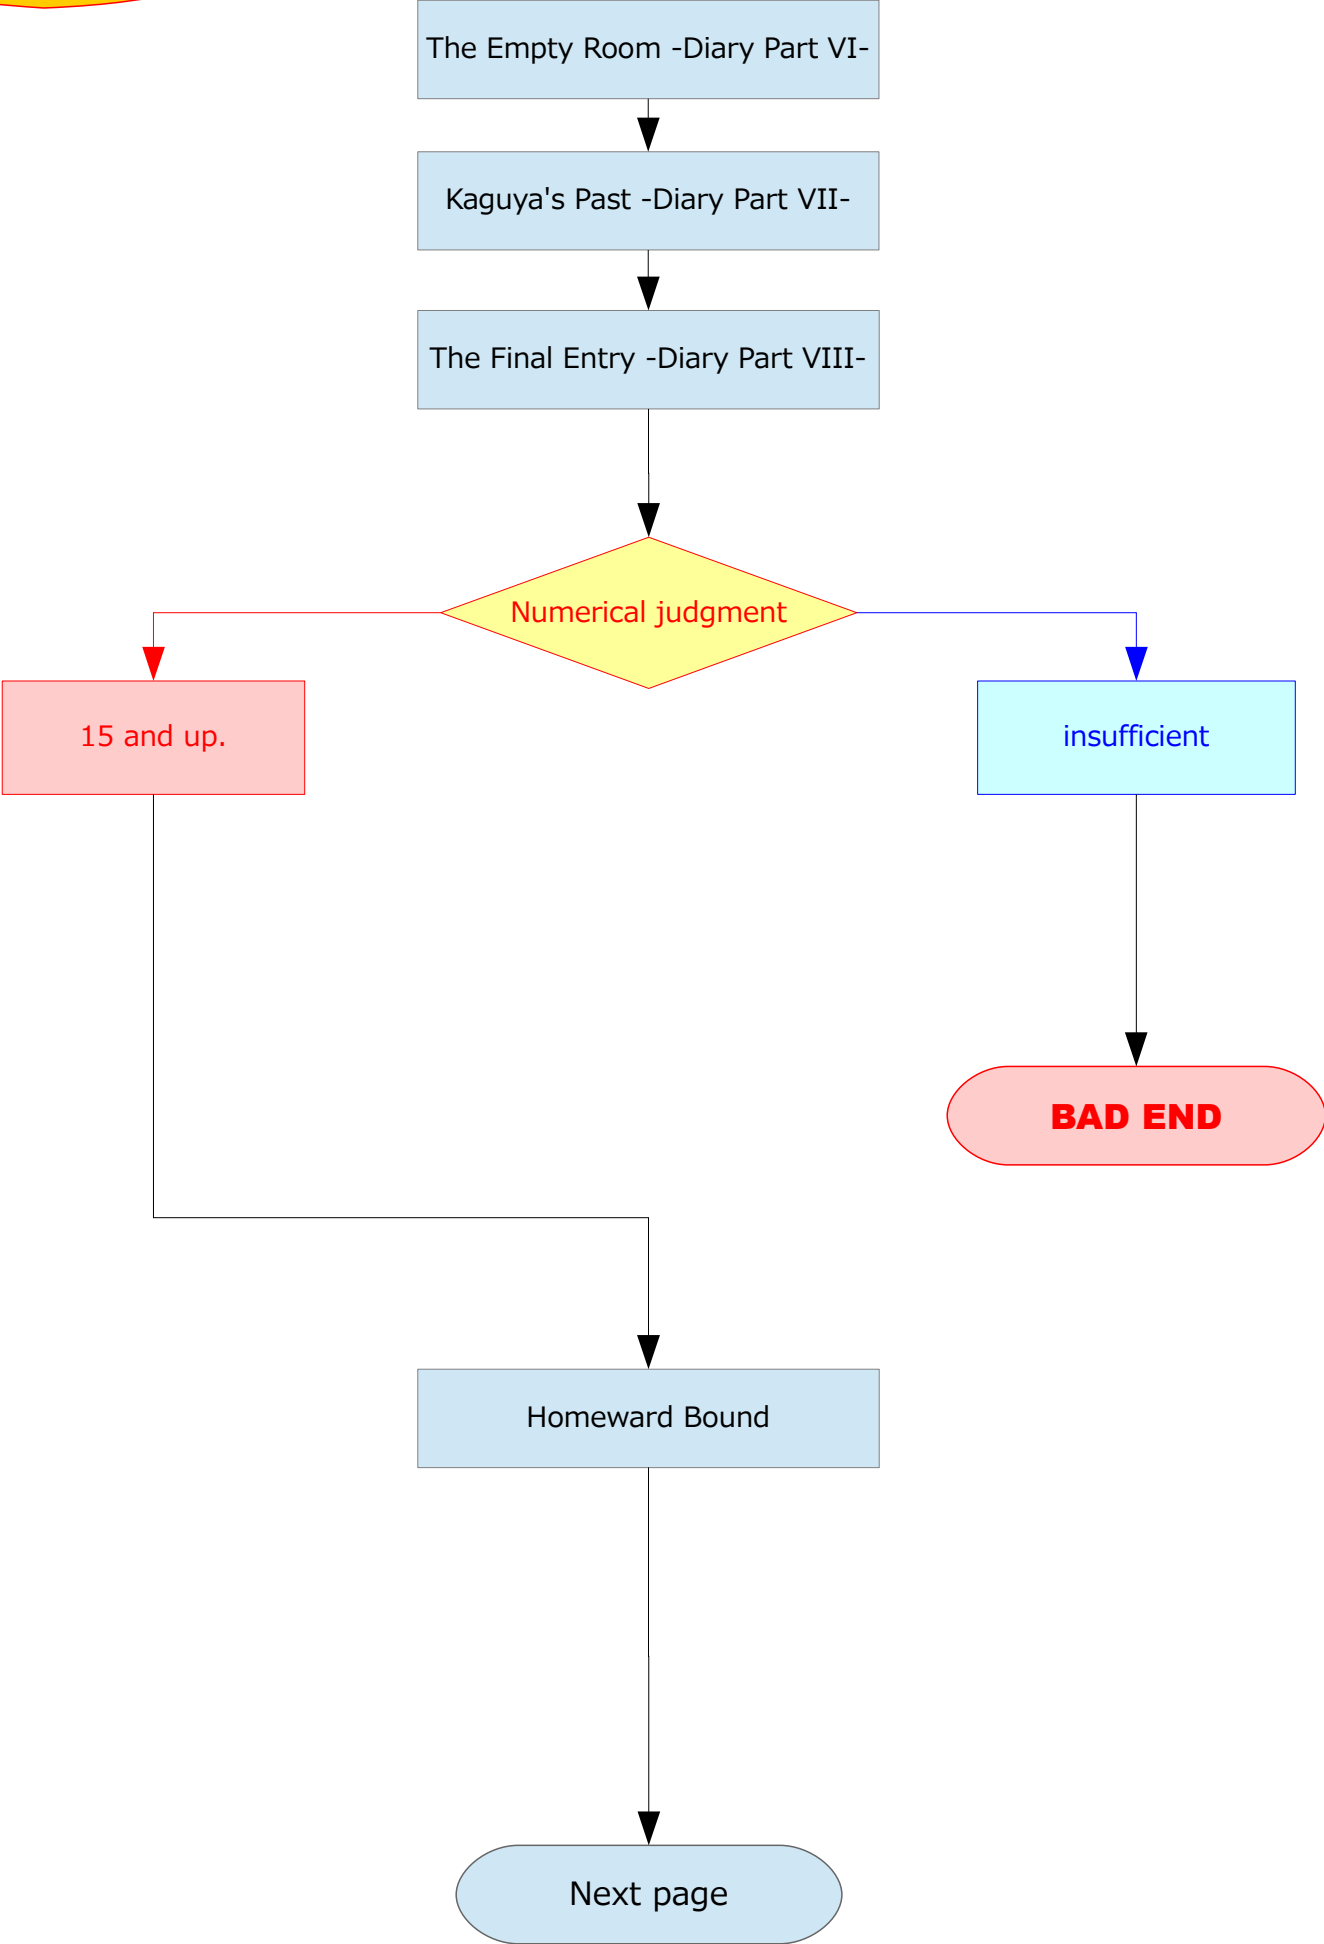 The Empty Room -Diary Part VI-
Kaguya's Past -Diary Part VII-
The Final Entry -Diary Part VIII-
Numerical judgment
15 and up.
insufficient
BAD END
Homeward Bound
Next page